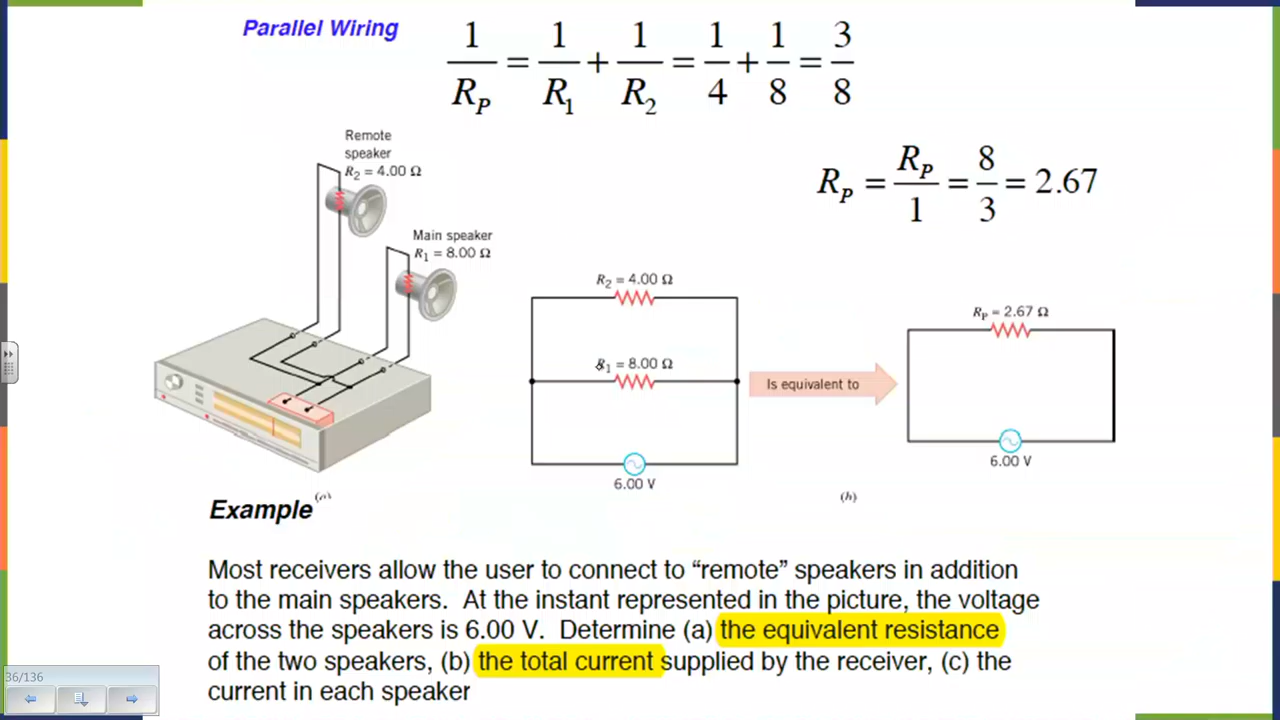 Parallel Wiring
1/R_P = 1/R_1 + 1/R_2 = 1/4 + 1/8 = 3/8
R_P = R_P/1 = 8/3 = 2.67
Remote
speaker
R₂ = 4.00 Ω
Main speaker
R₁ = 8.00 Ω
R₂ = 4.00 Ω
R₁ = 8.00 Ω
6.00 V
Is equivalent to
R_P = 2.67 Ω
6.00 V
(a)
(b)
Example
Most receivers allow the user to connect to “remote” speakers in addition
to the main speakers. At the instant represented in the picture, the voltage
across the speakers is 6.00 V. Determine (a) the equivalent resistance
of the two speakers, (b) the total current supplied by the receiver, (c) the
current in each speaker
36/136